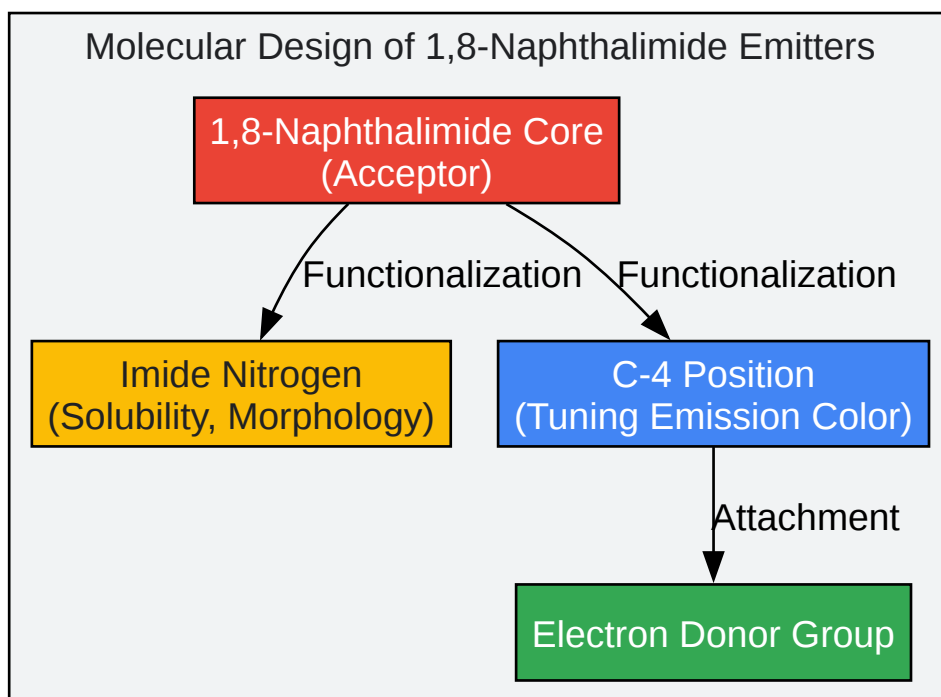 Molecular Design of 1,8-Naphthalimide Emitters
1,8-Naphthalimide Core
(Acceptor)
Functionalization
Functionalization
Imide Nitrogen
(Solubility, Morphology)
C-4 Position
(Tuning Emission Color)
Attachment
Electron Donor Group